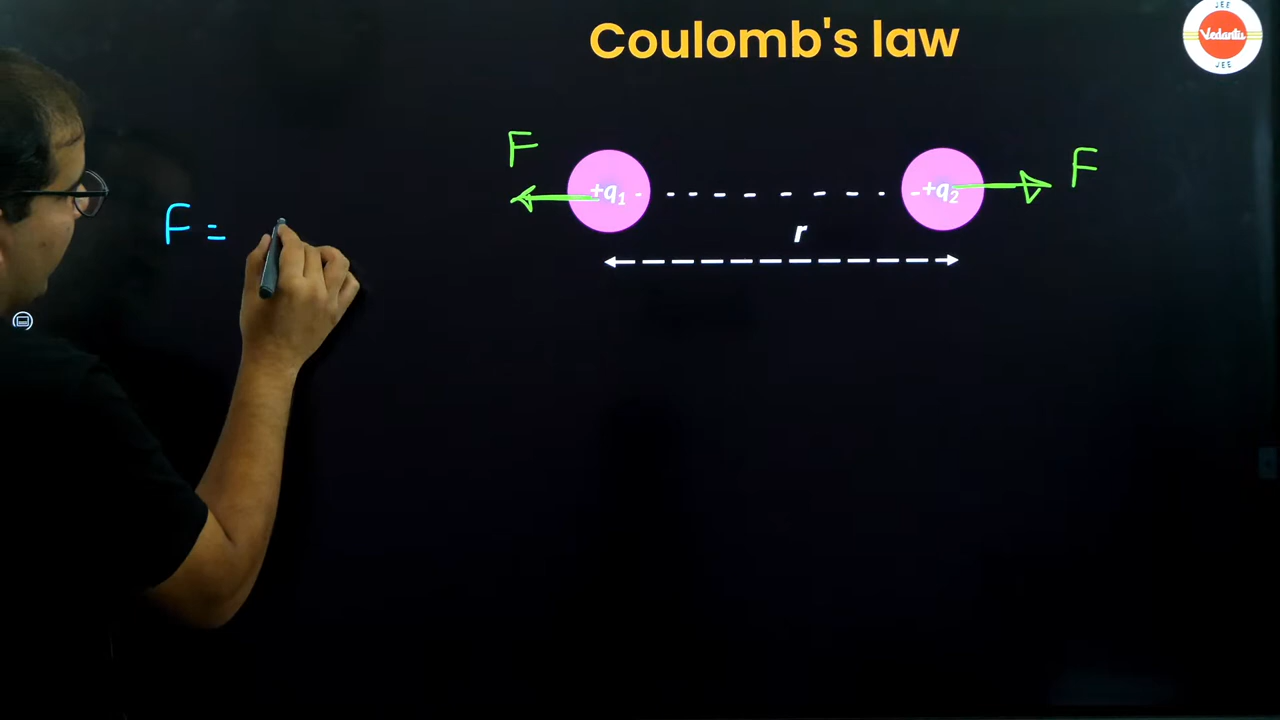 Coulomb's law
JEE
Vedantu
JEE
F
+q₁
+q₂
F
r
F =